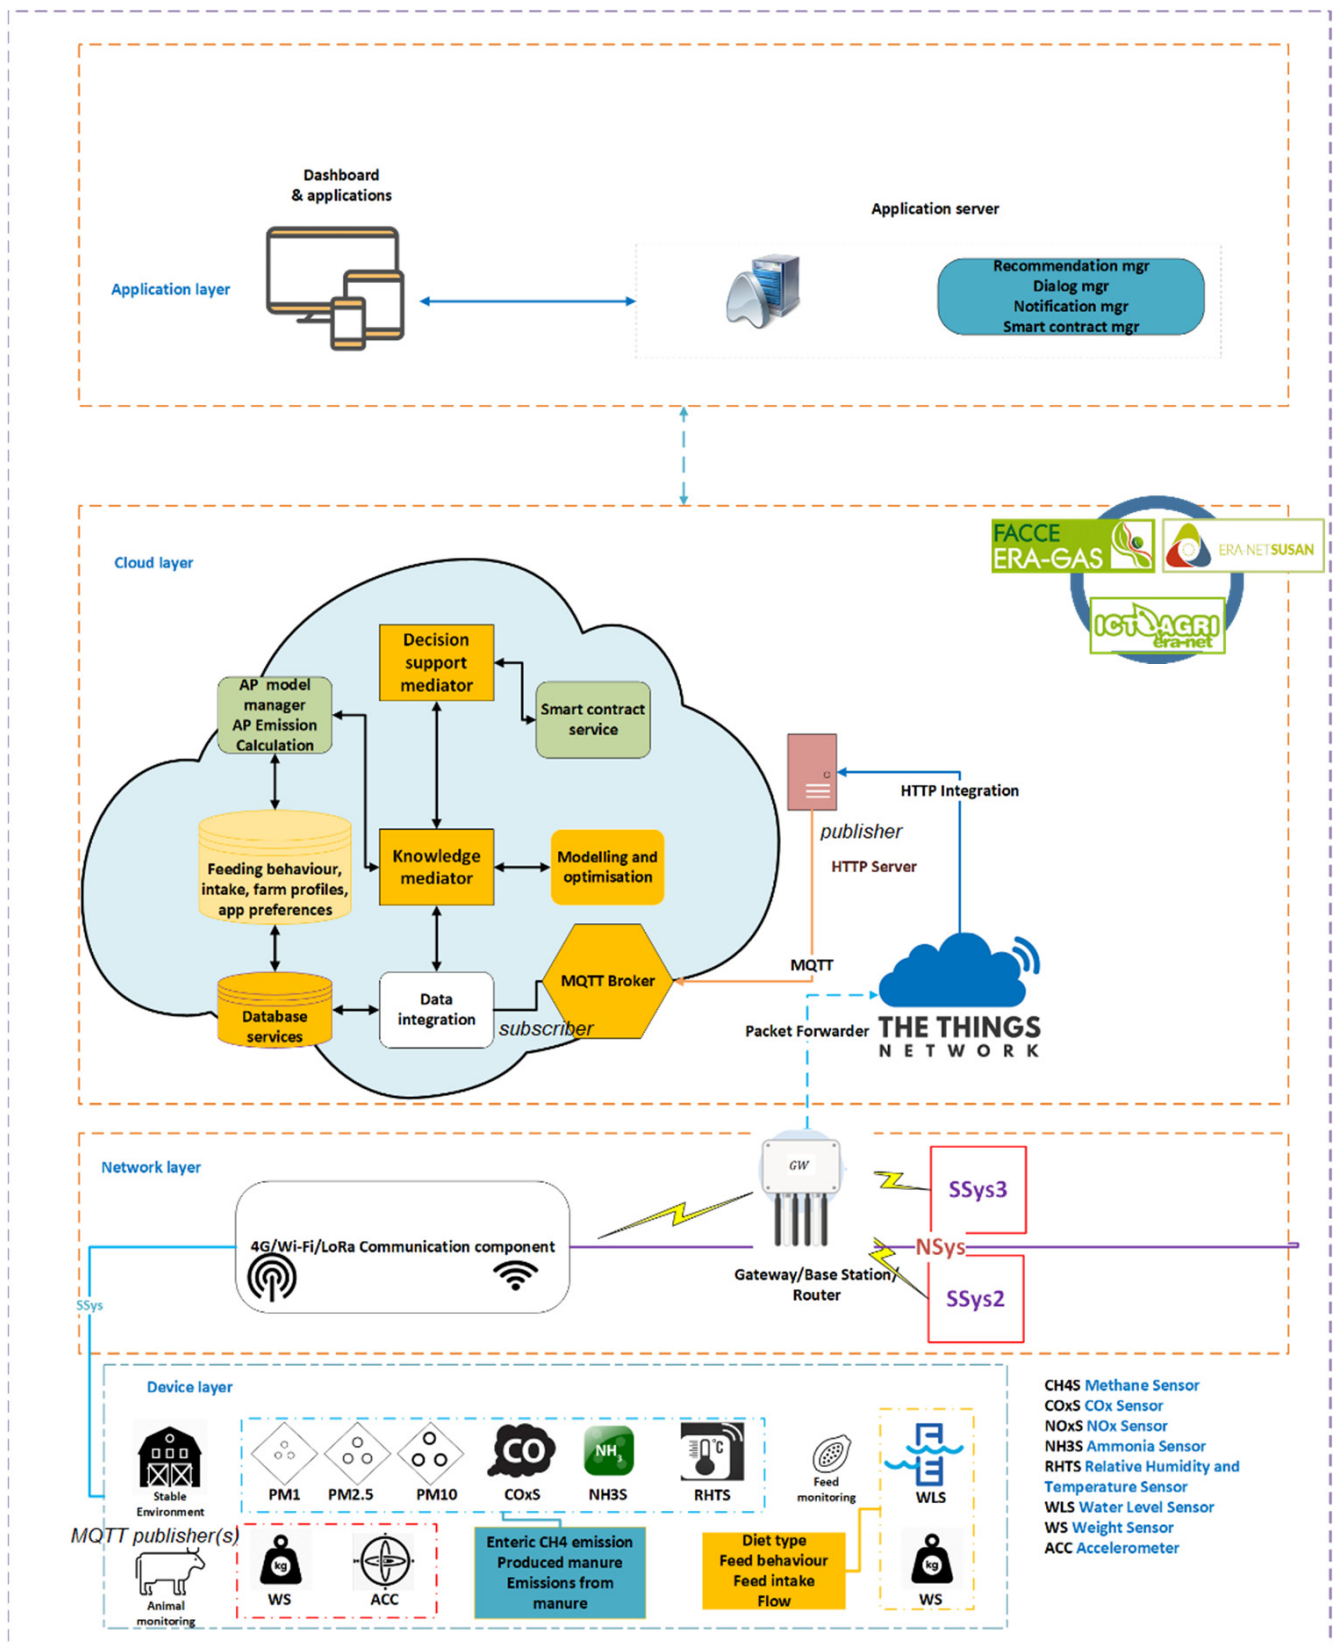 Dashboard
& applications
Application server
Application layer
Recommendation mgr
Dialog mgr
Notification mgr
Smart contract mgr
Cloud layer
FACCE
ERA-GAS
ERA-NET SUSAN
ICT AGRI
era-net
Decision
support
mediator
AP model
manager
AP Emission
Calculation
Smart contract
service
HTTP Integration
publisher
HTTP Server
Knowledge
mediator
Modelling and
optimisation
Feeding behaviour,
intake, farm profiles,
app preferences
MQTT
MQTT Broker
Data
integration
subscriber
Database
services
Packet Forwarder
THE THINGS
NETWORK
Network layer
GW
SSys3
4G/Wi-Fi/LoRa Communication component
NSys
Gateway/Base Station/
Router
SSys2
SSys
Device layer
Stable
Environment
PM1
PM2.5
PM10
CO
COxS
NH3
NH3S
°C
RHTS
Feed
monitoring
WLS
MQTT publisher(s)
Animal
monitoring
kg
WS
ACC
Enteric CH4 emission
Produced manure
Emissions from
manure
Diet type
Feed behaviour
Feed intake
Flow
kg
WS
CH4S Methane Sensor
COxS COx Sensor
NOxS NOx Sensor
NH3S Ammonia Sensor
RHTS Relative Humidity and
Temperature Sensor
WLS Water Level Sensor
WS Weight Sensor
ACC Accelerometer